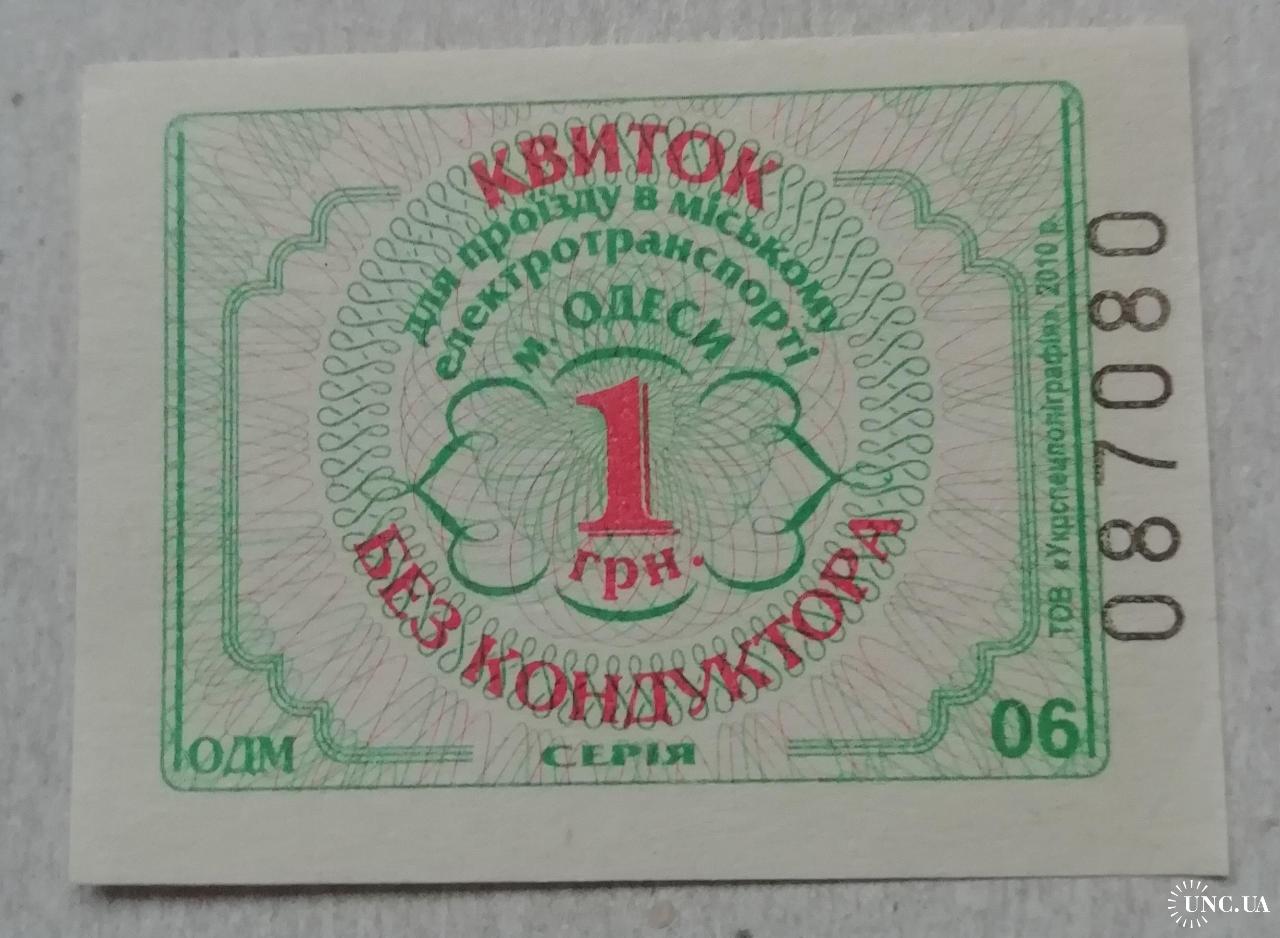 КВИТОК
для проїзду в міському
електротранспорті
м. ОДЕСИ
1
грн.
БЕЗ КОНДУКТОРА
ОДМ
СЕРІЯ
06
ТОВ «Укрспецполіграфія», 2010 р.
087080
UNC.UA